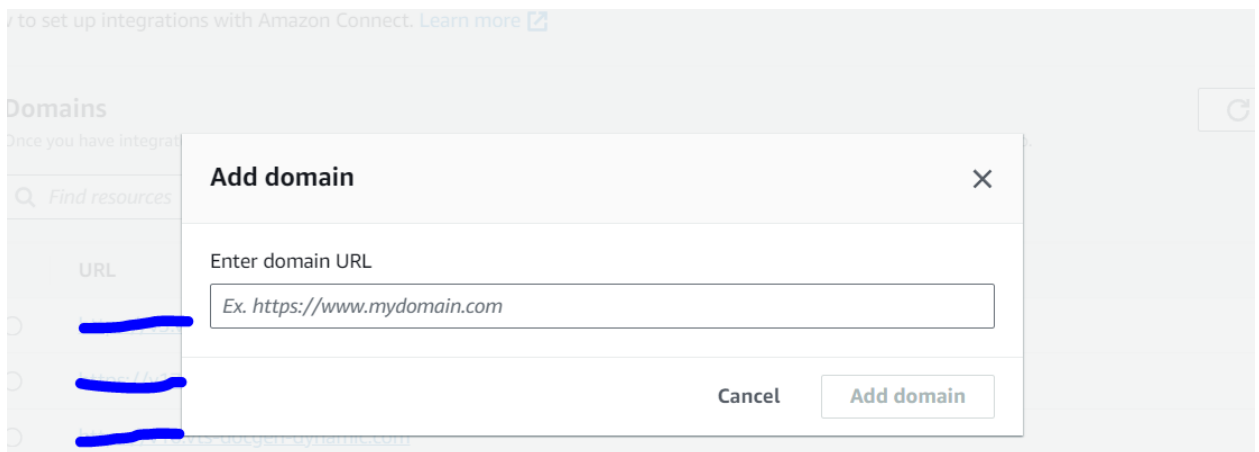 to set up integrations with Amazon Connect. Learn more
Domains
Once you have integrat
Find resources
Add domain
URL
Enter domain URL
Ex. https://www.mydomain.com
Cancel
Add domain